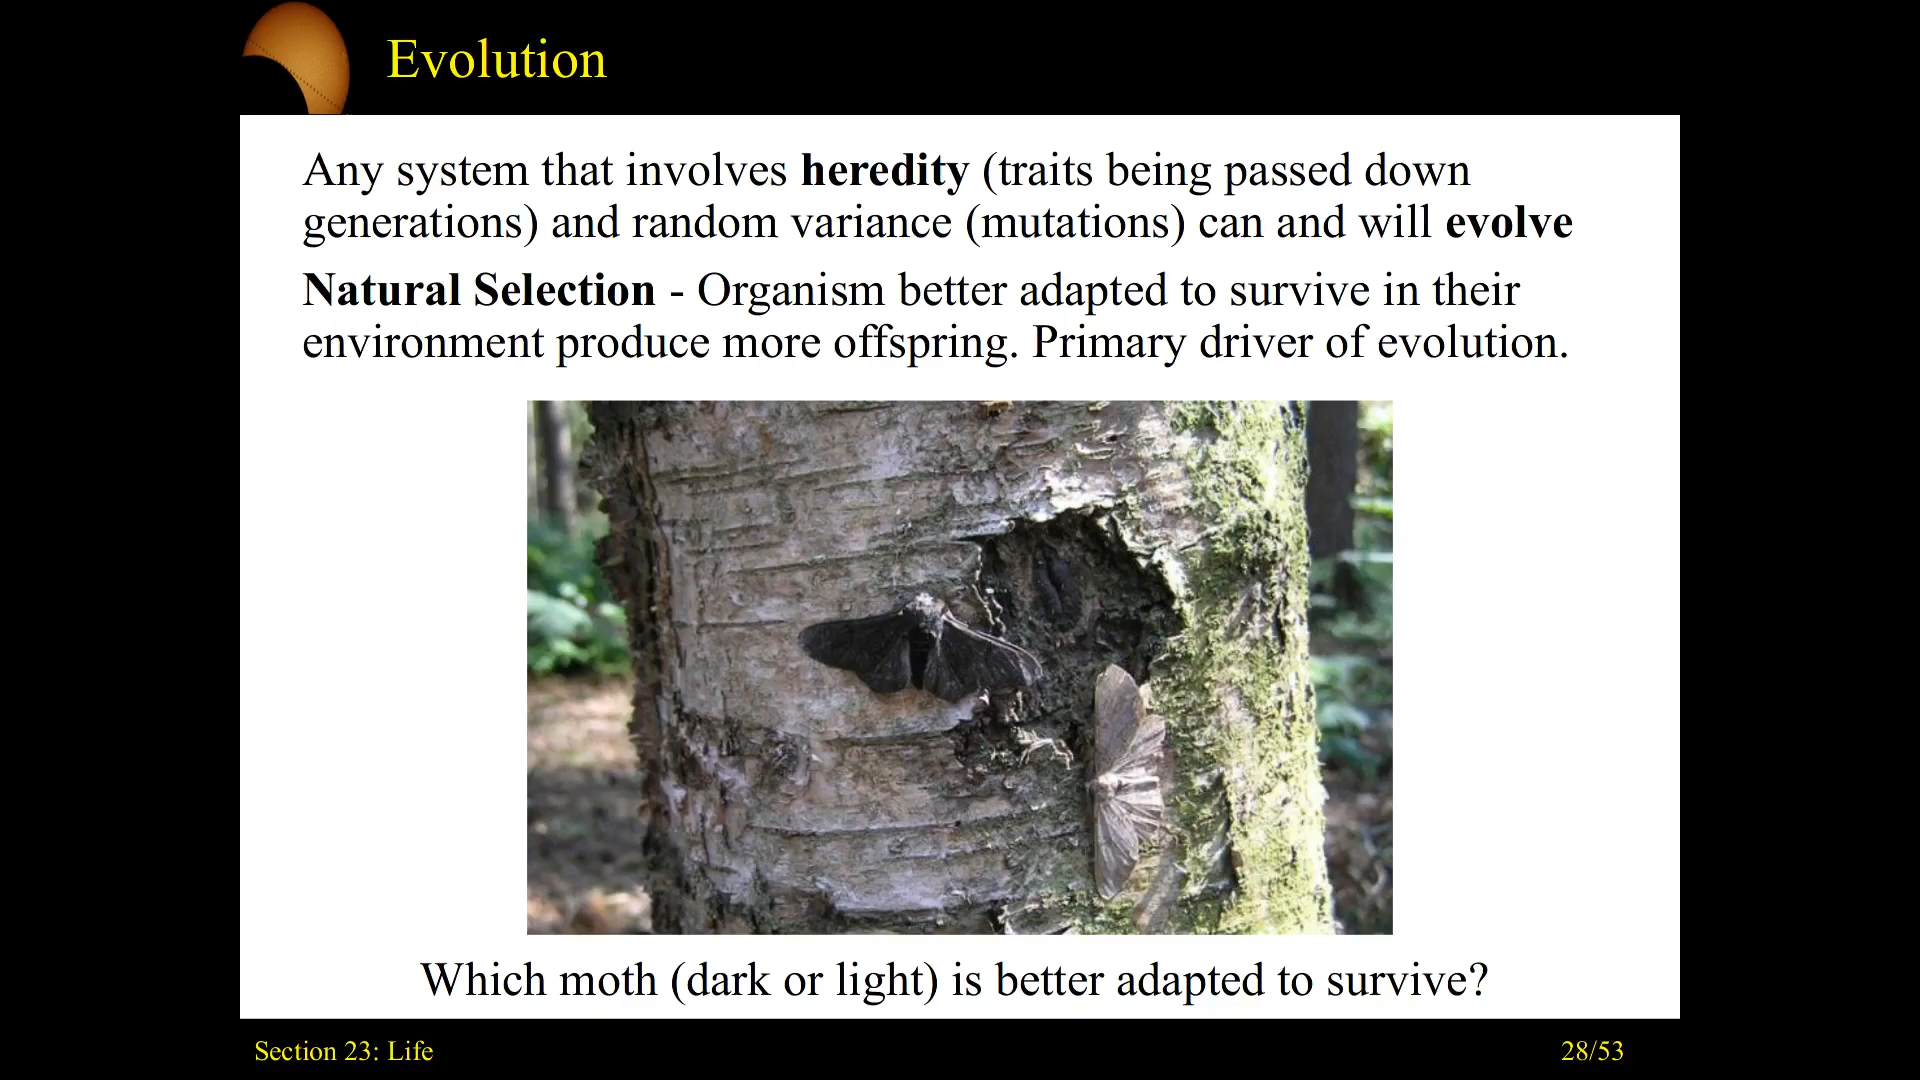 Evolution
Any system that involves heredity (traits being passed down
generations) and random variance (mutations) can and will evolve
Natural Selection - Organism better adapted to survive in their
environment produce more offspring. Primary driver of evolution.
Which moth (dark or light) is better adapted to survive?
Section 23: Life
28/53